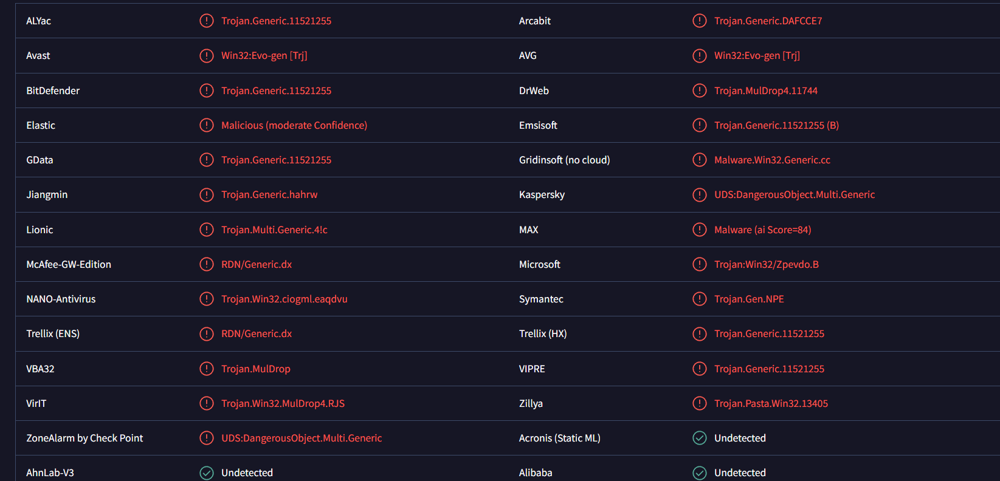 ALYac Trojan.Generic.11521255 Arcabit Trojan.Generic.DAFCCE7
Avast Win32:Evo-gen [Trj] AVG Win32:Evo-gen [Trj]
BitDefender Trojan.Generic.11521255 DrWeb Trojan.MulDrop4.11744
Elastic Malicious (moderate Confidence) Emsisoft Trojan.Generic.11521255 (B)
GData Trojan.Generic.11521255 Gridinsoft (no cloud) Malware.Win32.Generic.cc
Jiangmin Trojan.Generic.hahrw Kaspersky UDS:DangerousObject.Multi.Generic
Lionic Trojan.Multi.Generic.4!c MAX Malware (ai Score=84)
McAfee-GW-Edition RDN/Generic.dx Microsoft Trojan:Win32/Zpevdo.B
NANO-Antivirus Trojan.Win32.ciogml.eaqdvu Symantec Trojan.Gen.NPE
Trellix (ENS) RDN/Generic.dx Trellix (HX) Trojan.Generic.11521255
VBA32 Trojan.MulDrop VIPRE Trojan.Generic.11521255
VirIT Trojan.Win32.MulDrop4.RJS Zillya Trojan.Pasta.Win32.13405
ZoneAlarm by Check Point UDS:DangerousObject.Multi.Generic Acronis (Static ML) Undetected
AhnLab-V3 Undetected Alibaba Undetected